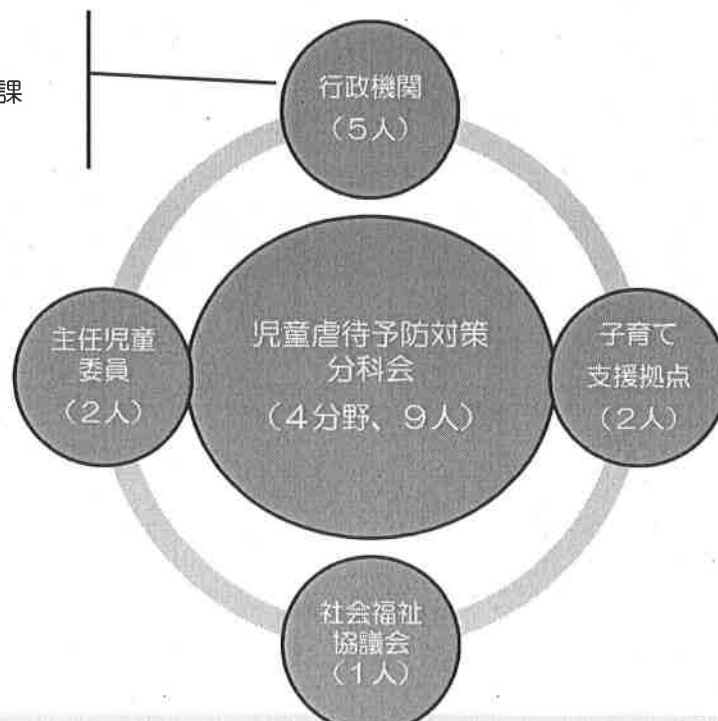 課
行政機関
（5人）
主任児童
委員
（2人）
児童虐待予防対策
分科会
（4分野、9人）
子育て
支援拠点
（2人）
社会福祉
協議会
（1人）